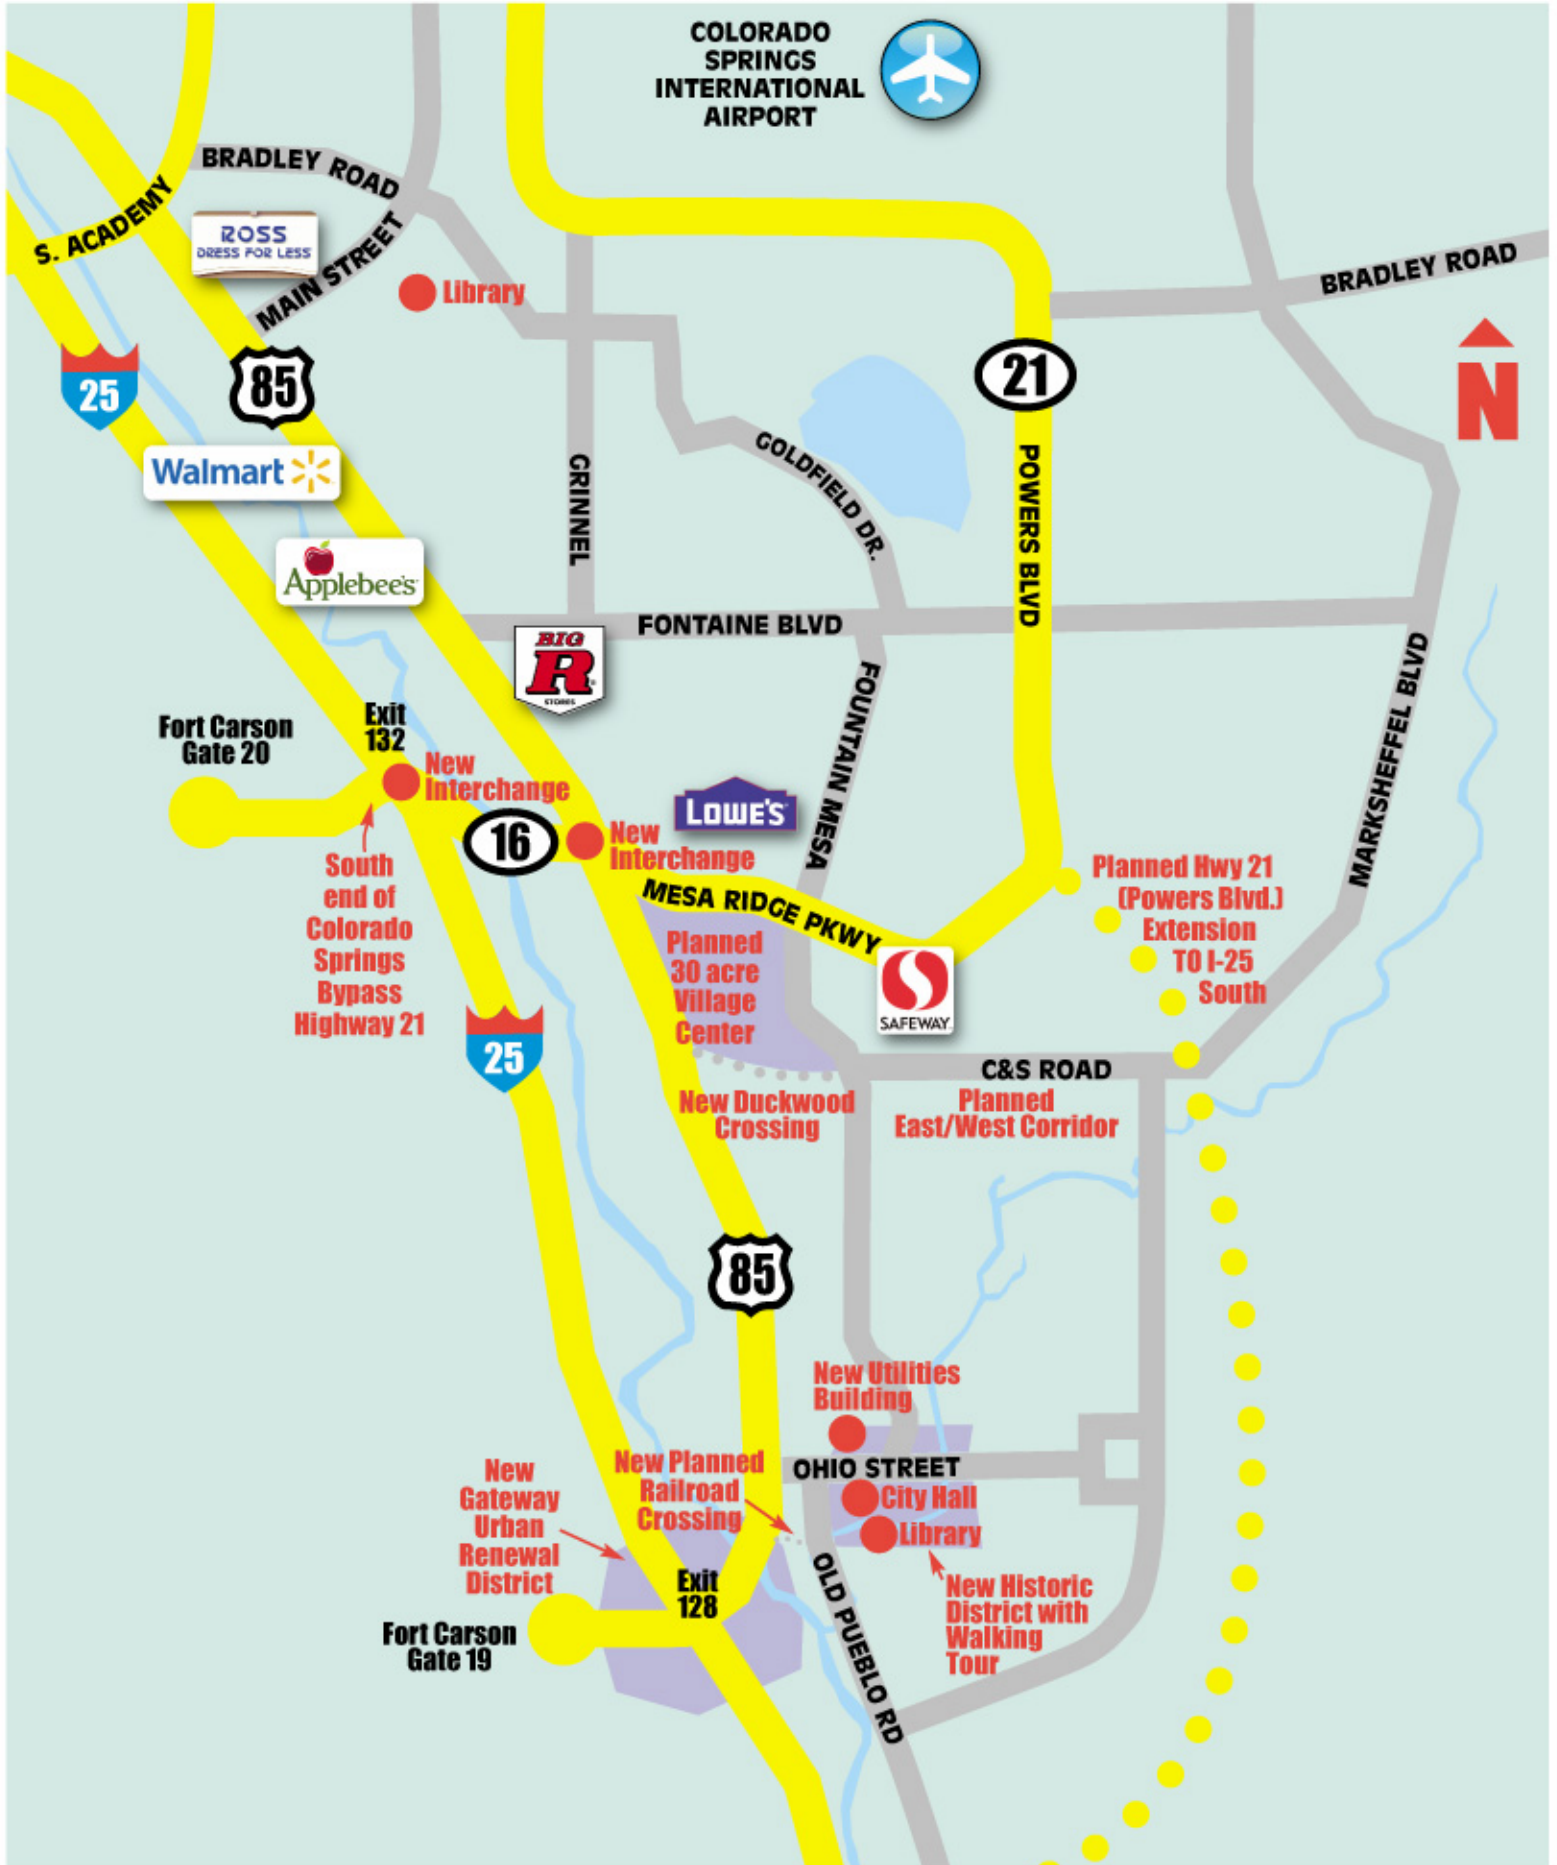 COLORADO
SPRINGS
INTERNATIONAL
AIRPORT
BRADLEY ROAD
S. ACADEMY
ROSS
DRESS FOR LESS
MAIN STREET
Library
BRADLEY ROAD
N
25
85
21
Walmart
GRINNEL
GOLDFIELD DR.
POWERS BLVD
Applebee's
FONTAINE BLVD
BIG
R
STORES
FOUNTAIN MESA
MARKSHEFFEL BLVD
Fort Carson
Gate 20
Exit
132
New
Interchange
LOWE'S
16
New
Interchange
South
end of
Colorado
Springs
Bypass
Highway 21
MESA RIDGE PKWY
Planned Hwy 21
(Powers Blvd.)
Extension
TO I-25
South
Planned
30 acre
Village
Center
SAFEWAY
25
C&S ROAD
New Duckwood
Crossing
Planned
East/West Corridor
85
New Utilities
Building
New Planned
Railroad
Crossing
OHIO STREET
City Hall
Library
New
Gateway
Urban
Renewal
District
Exit
128
Fort Carson
Gate 19
OLD PUEBLO RD
New Historic
District with
Walking
Tour